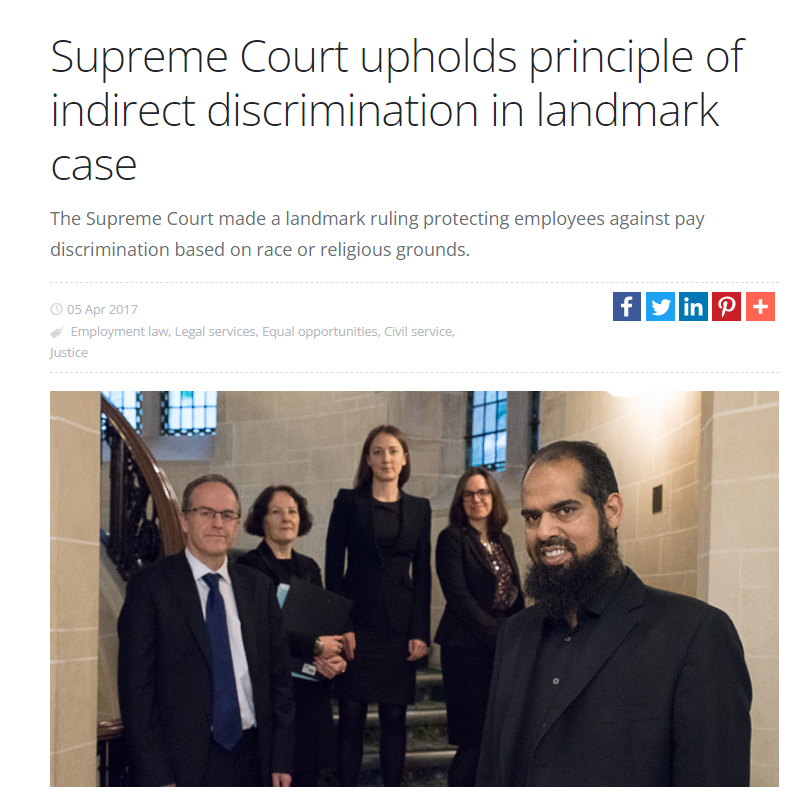 Supreme Court upholds principle of
indirect discrimination in landmark
case
The Supreme Court made a landmark ruling protecting employees against pay
discrimination based on race or religious grounds.
05 Apr 2017
Employment law, Legal services, Equal opportunities, Civil service,
Justice